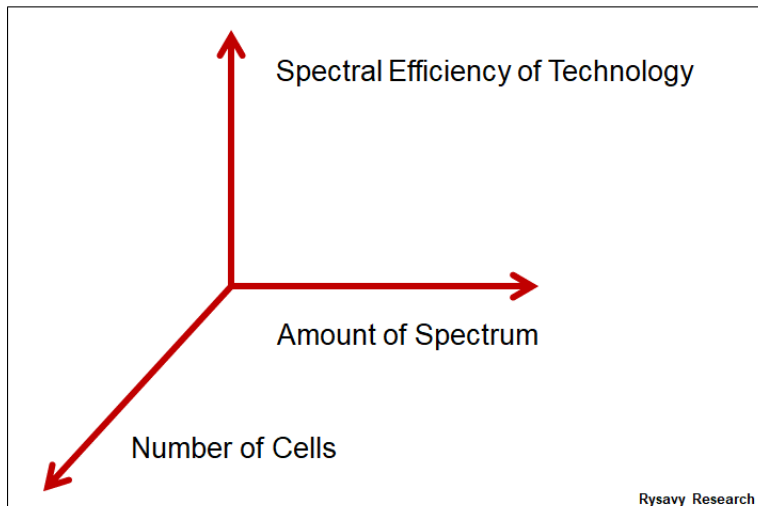 Spectral Efficiency of Technology
Amount of Spectrum
Number of Cells
Rysavy Research